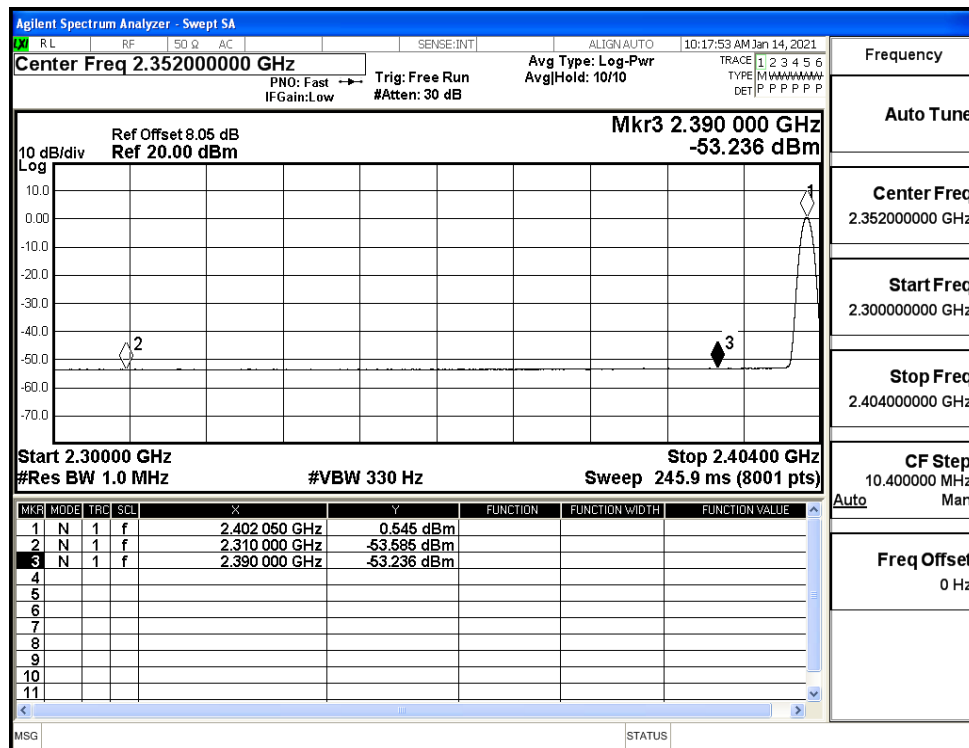 Agilent Spectrum Analyzer - Swept SA
LXI RL RF 50 Ω AC SENSE:INT ALIGN AUTO 10:17:53 AM Jan 14, 2021
Center Freq 2.352000000 GHz
PNO: Fast
IFGain:Low
Trig: Free Run
#Atten: 30 dB
Avg Type: Log-Pwr
Avg|Hold: 10/10
TRACE 1 2 3 4 5 6
TYPE M WWWWW
DET P P P P P P
Ref Offset 8.05 dB
10 dB/div Ref 20.00 dBm
Log
Mkr3 2.390 000 GHz
-53.236 dBm
10.0
0.00
-10.0
-20.0
-30.0
-40.0
-50.0
-60.0
-70.0
1
2
3
Start 2.30000 GHz Stop 2.40400 GHz
#Res BW 1.0 MHz #VBW 330 Hz Sweep 245.9 ms (8001 pts)
MKR MODE TRC SCL X Y FUNCTION FUNCTION WIDTH FUNCTION VALUE
1 N 1 f 2.402 050 GHz 0.545 dBm
2 N 1 f 2.310 000 GHz -53.585 dBm
3 N 1 f 2.390 000 GHz -53.236 dBm
4
5
6
7
8
9
10
11
MSG STATUS
Frequency
Auto Tune
Center Freq
2.352000000 GHz
Start Freq
2.300000000 GHz
Stop Freq
2.404000000 GHz
CF Step
10.400000 MHz
Auto Man
Freq Offset
0 Hz